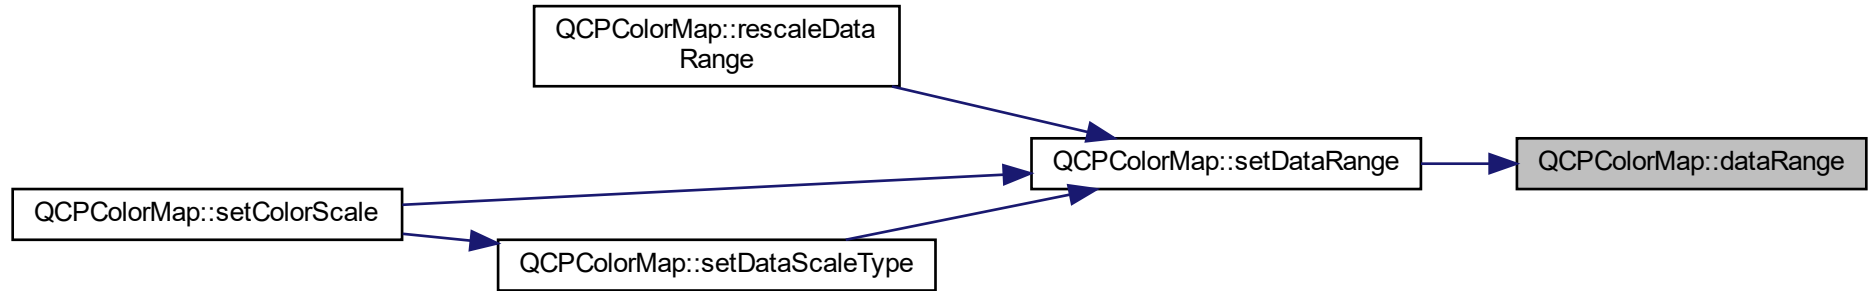 QCPColorMap::rescaleData
Range
QCPColorMap::setDataRange
QCPColorMap::dataRange
QCPColorMap::setColorScale
QCPColorMap::setDataScaleType